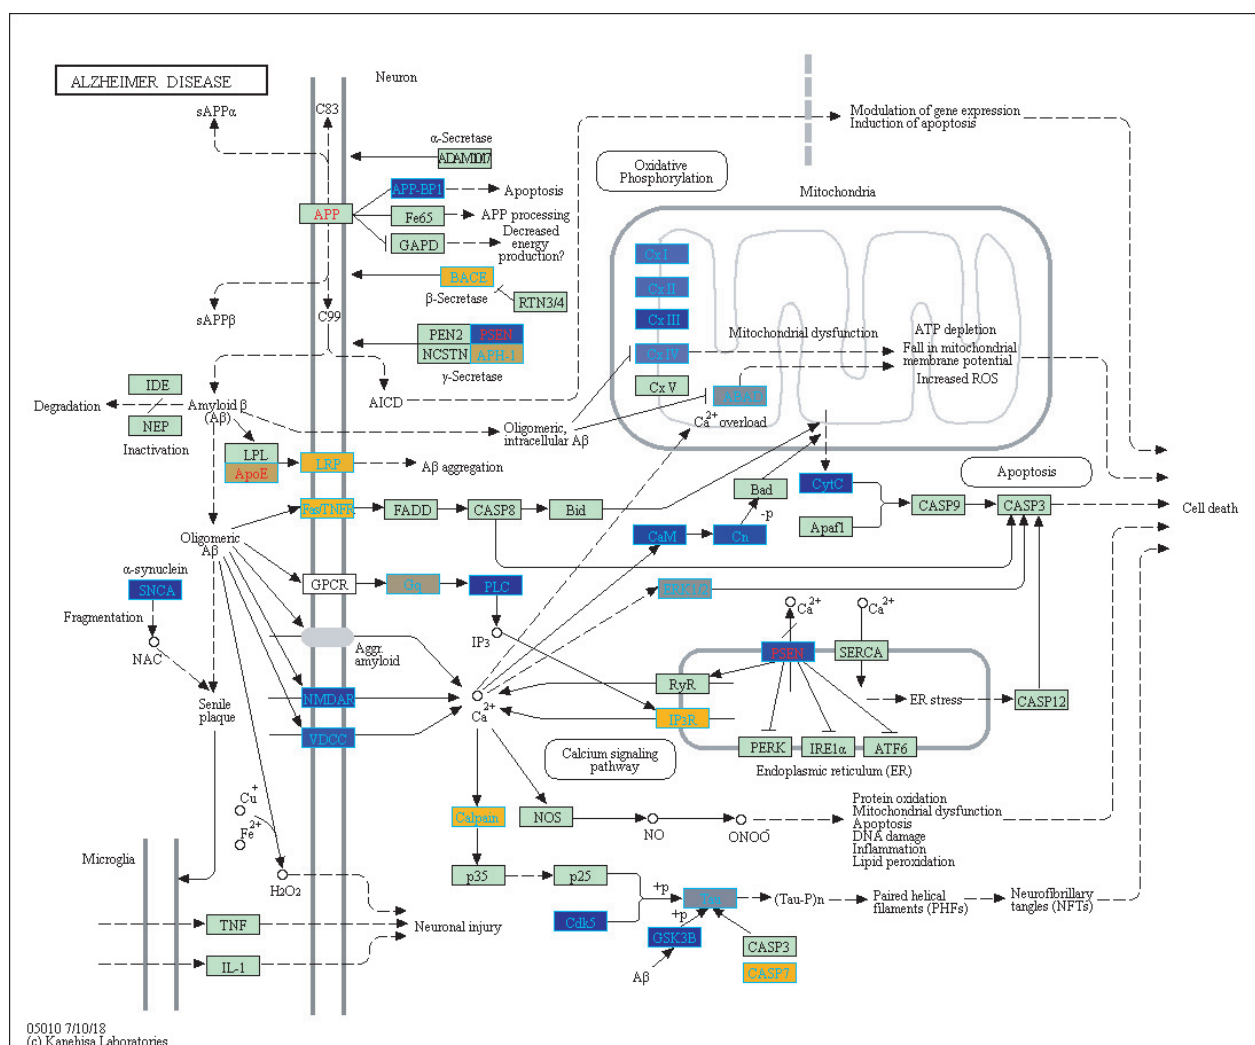 ALZHEIMER DISEASE
Neuron
sAPPα
C83
α-Secretase
ADAM10/17
Modulation of gene expression
Induction of apoptosis
Oxidative
Phosphorylation
Mitochondria
APP-BP1
Apoptosis
APP
Fe65
APP processing
GAPD
Decreased
energy
production?
BACE
β-Secretase
RTN3/4
sAPPβ
C99
PEN2
PSEN
NCSTN
APH-1
γ-Secretase
Cx I
Cx II
Cx III
Cx IV
Cx V
Mitochondrial dysfunction
ATP depletion
Fall in mitochondrial
membrane potential
Increased ROS
ABAD
Ca2+ overload
IDE
NEP
Degradation
Inactivation
Amyloid β
(Aβ)
AICD
Oligomeric,
intracellular Aβ
LPL
ApoE
LRP
Aβ aggregation
Apoptosis
Fas/TNFR
FADD
CASP8
Bid
Bad
-p
CytC
Apaf1
CASP9
CASP3
Cell death
Oligomeric
Aβ
CaM
Cn
α-synuclein
SNCA
GPCR
Gq
PLC
ERK1/2
Fragmentation
NAC
IP3
Aggr.
amyloid
Ca2+
Ca2+
PSEN
SERCA
RyR
ER stress
CASP12
Senile
plaque
NMDAR
VDCC
Ca2+
IP3R
PERK
IRE1α
ATF6
Endoplasmic reticulum (ER)
Calcium signaling
pathway
Cu+
Fe2+
H2O2
Calpain
NOS
NO
ONOO-
Protein oxidation
Mitochondrial dysfunction
Apoptosis
DNA damage
Inflammation
Lipid peroxidation
Microglia
p35
p25
+p
Tau
(Tau-P)n
Paired helical
filaments (PHFs)
Neurofibrillary
tangles (NFTs)
TNF
IL-1
Neuronal injury
Cdk5
+p
GSK3B
Aβ
CASP3
CASP7
05010 7/10/18
(c) Kanehisa Laboratories